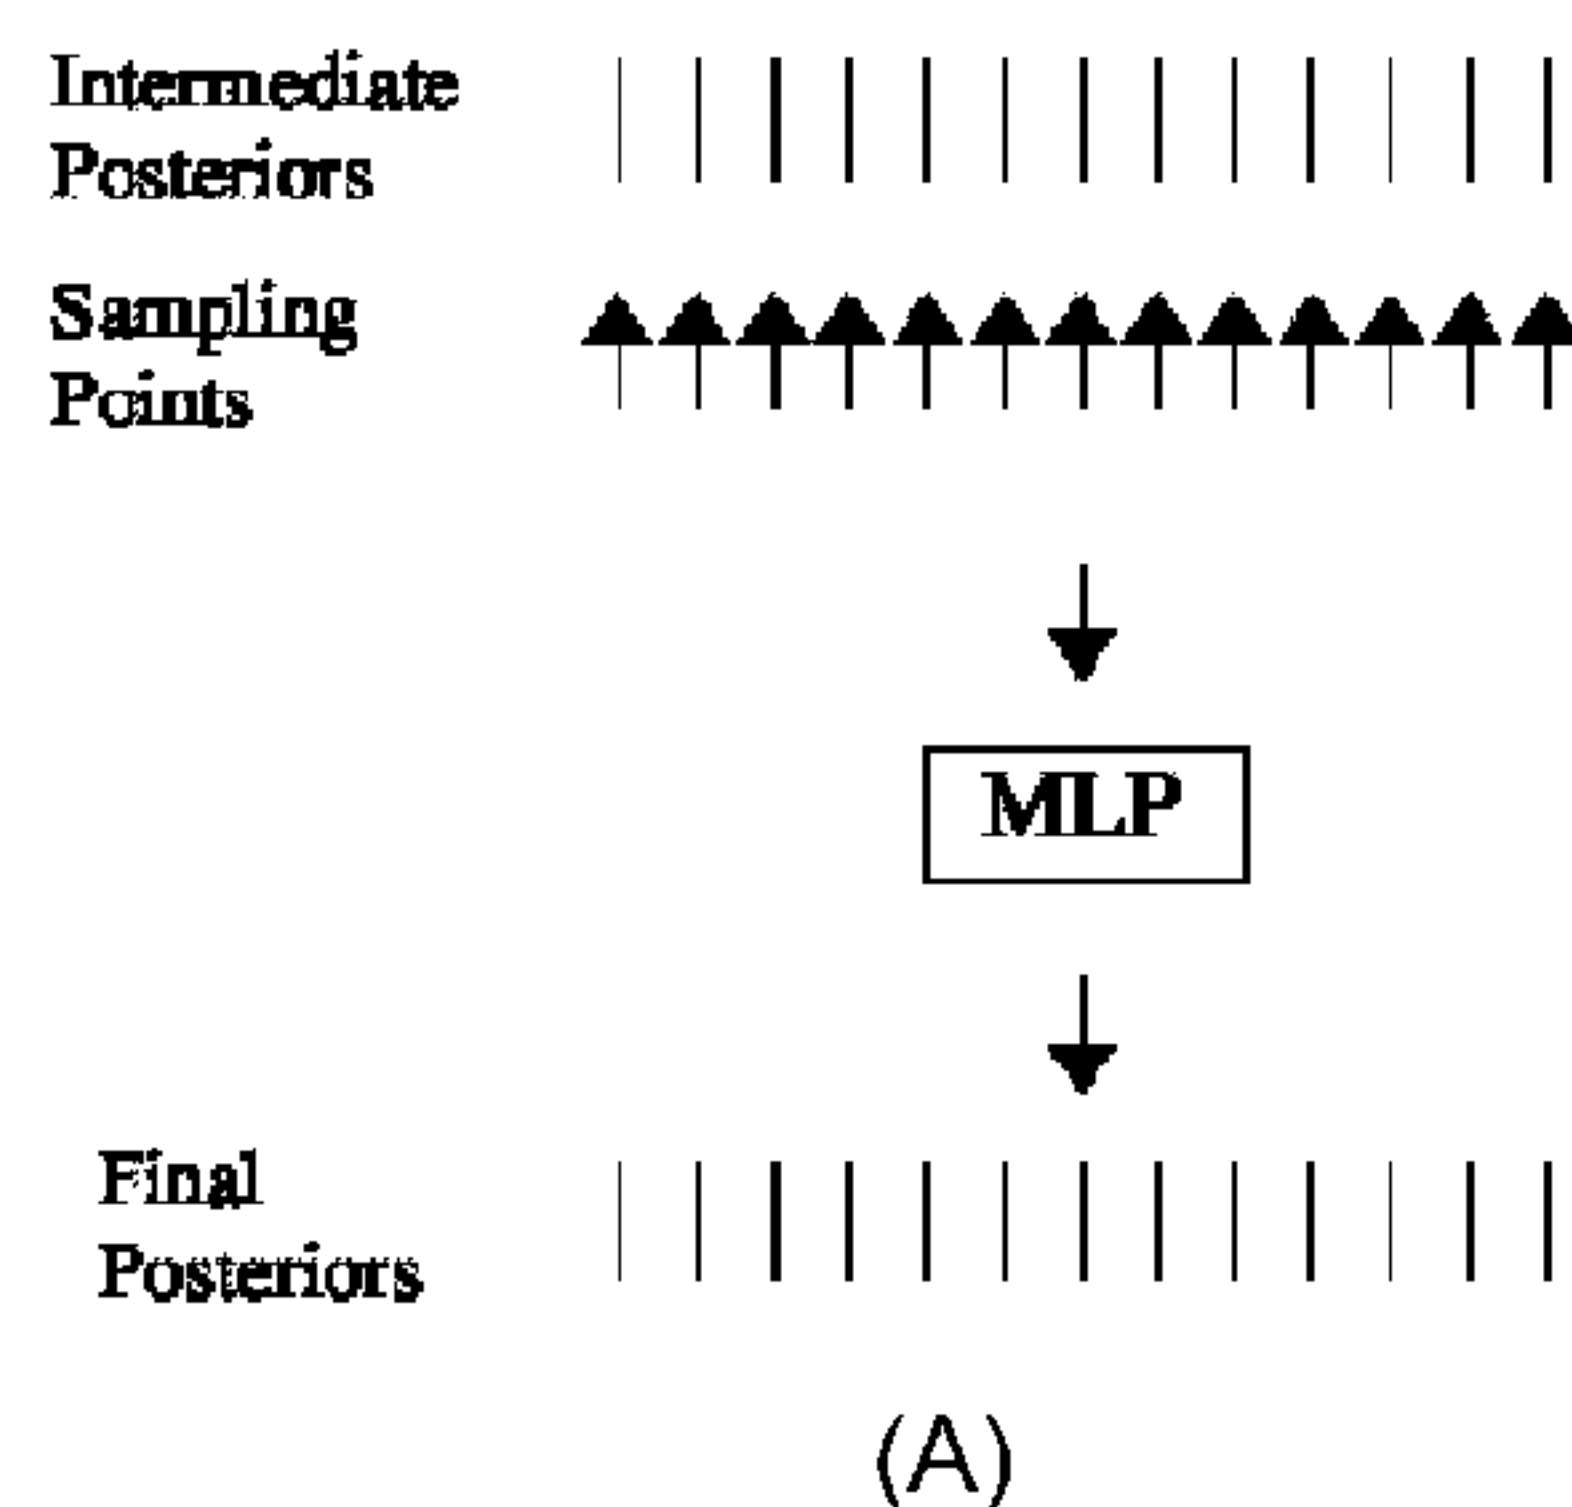 Intermediate
Posteriors
Sampling
Points
MLP
Final
Posteriors
(A)